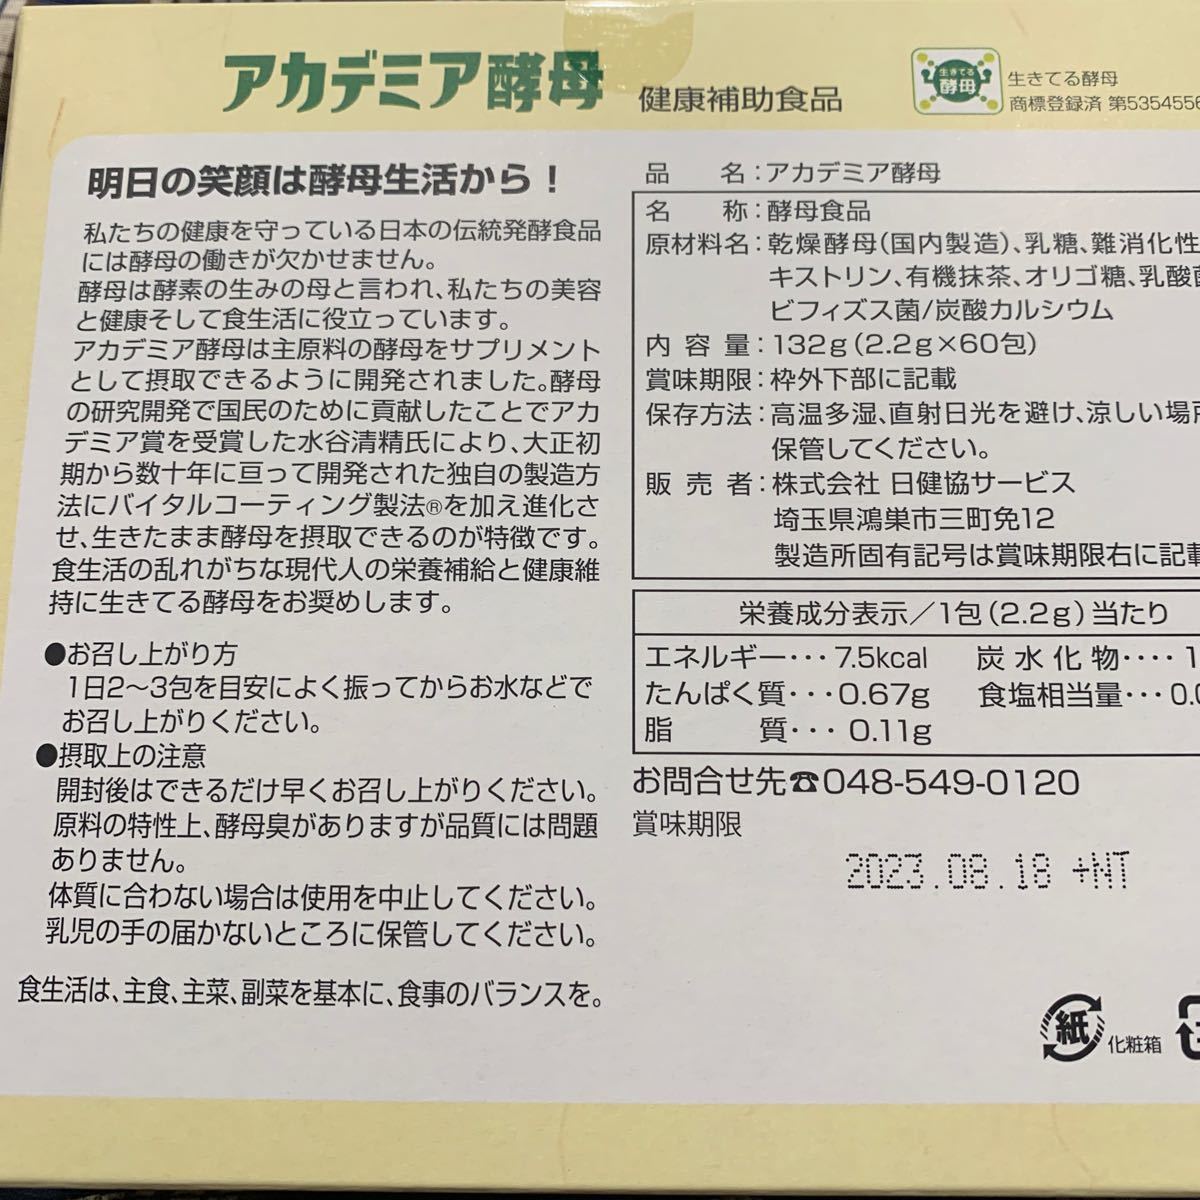 アカデミア酵母
健康補助食品
生きてる
酵母
生きてる酵母
商標登録済 第5354556
明日の笑顔は酵母生活から！
私たちの健康を守っている日本の伝統発酵食品
には酵母の働きが欠かせません。
酵母は酵素の生みの母と言われ、私たちの美容
と健康そして食生活に役立っています。
アカデミア酵母は主原料の酵母をサプリメント
として摂取できるように開発されました。酵母
の研究開発で国民のために貢献したことでアカ
デミア賞を受賞した水谷清精氏により、大正初
期から数十年に亘って開発された独自の製造方
法にバイタルコーティング製法®を加え進化さ
せ、生きたまま酵母を摂取できるのが特徴です。
食生活の乱れがちな現代人の栄養補給と健康維
持に生きてる酵母をお奨めします。
●お召し上がり方
1日2～3包を目安によく振ってからお水などで
お召し上がりください。
●摂取上の注意
開封後はできるだけ早くお召し上がりください。
原料の特性上、酵母臭がありますが品質には問題
ありません。
体質に合わない場合は使用を中止してください。
乳児の手の届かないところに保管してください。
食生活は、主食、主菜、副菜を基本に、食事のバランスを。
品 名：アカデミア酵母
名 称：酵母食品
原材料名：乾燥酵母（国内製造）、乳糖、難消化性
キストリン、有機抹茶、オリゴ糖、乳酸菌
ビフィズス菌/炭酸カルシウム
内容量：132g（2.2g×60包）
賞味期限：枠外下部に記載
保存方法：高温多湿、直射日光を避け、涼しい場所
保管してください。
販売者：株式会社 日健協サービス
埼玉県鴻巣市三町免12
製造所固有記号は賞味期限右に記載
栄養成分表示／1包（2.2g）当たり
エネルギー･･･7.5kcal 炭水化物････1
たんぱく質･･･0.67g 食塩相当量･･･0.0
脂 質･･･0.11g
お問合せ先☎048-549-0120
賞味期限
2023.08.18 +NT
紙
化粧箱